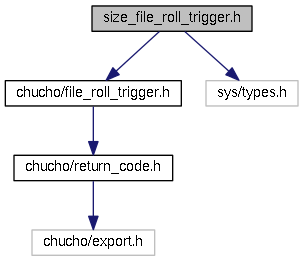 size_file_roll_trigger.h
chucho/file_roll_trigger.h
sys/types.h
chucho/return_code.h
chucho/export.h